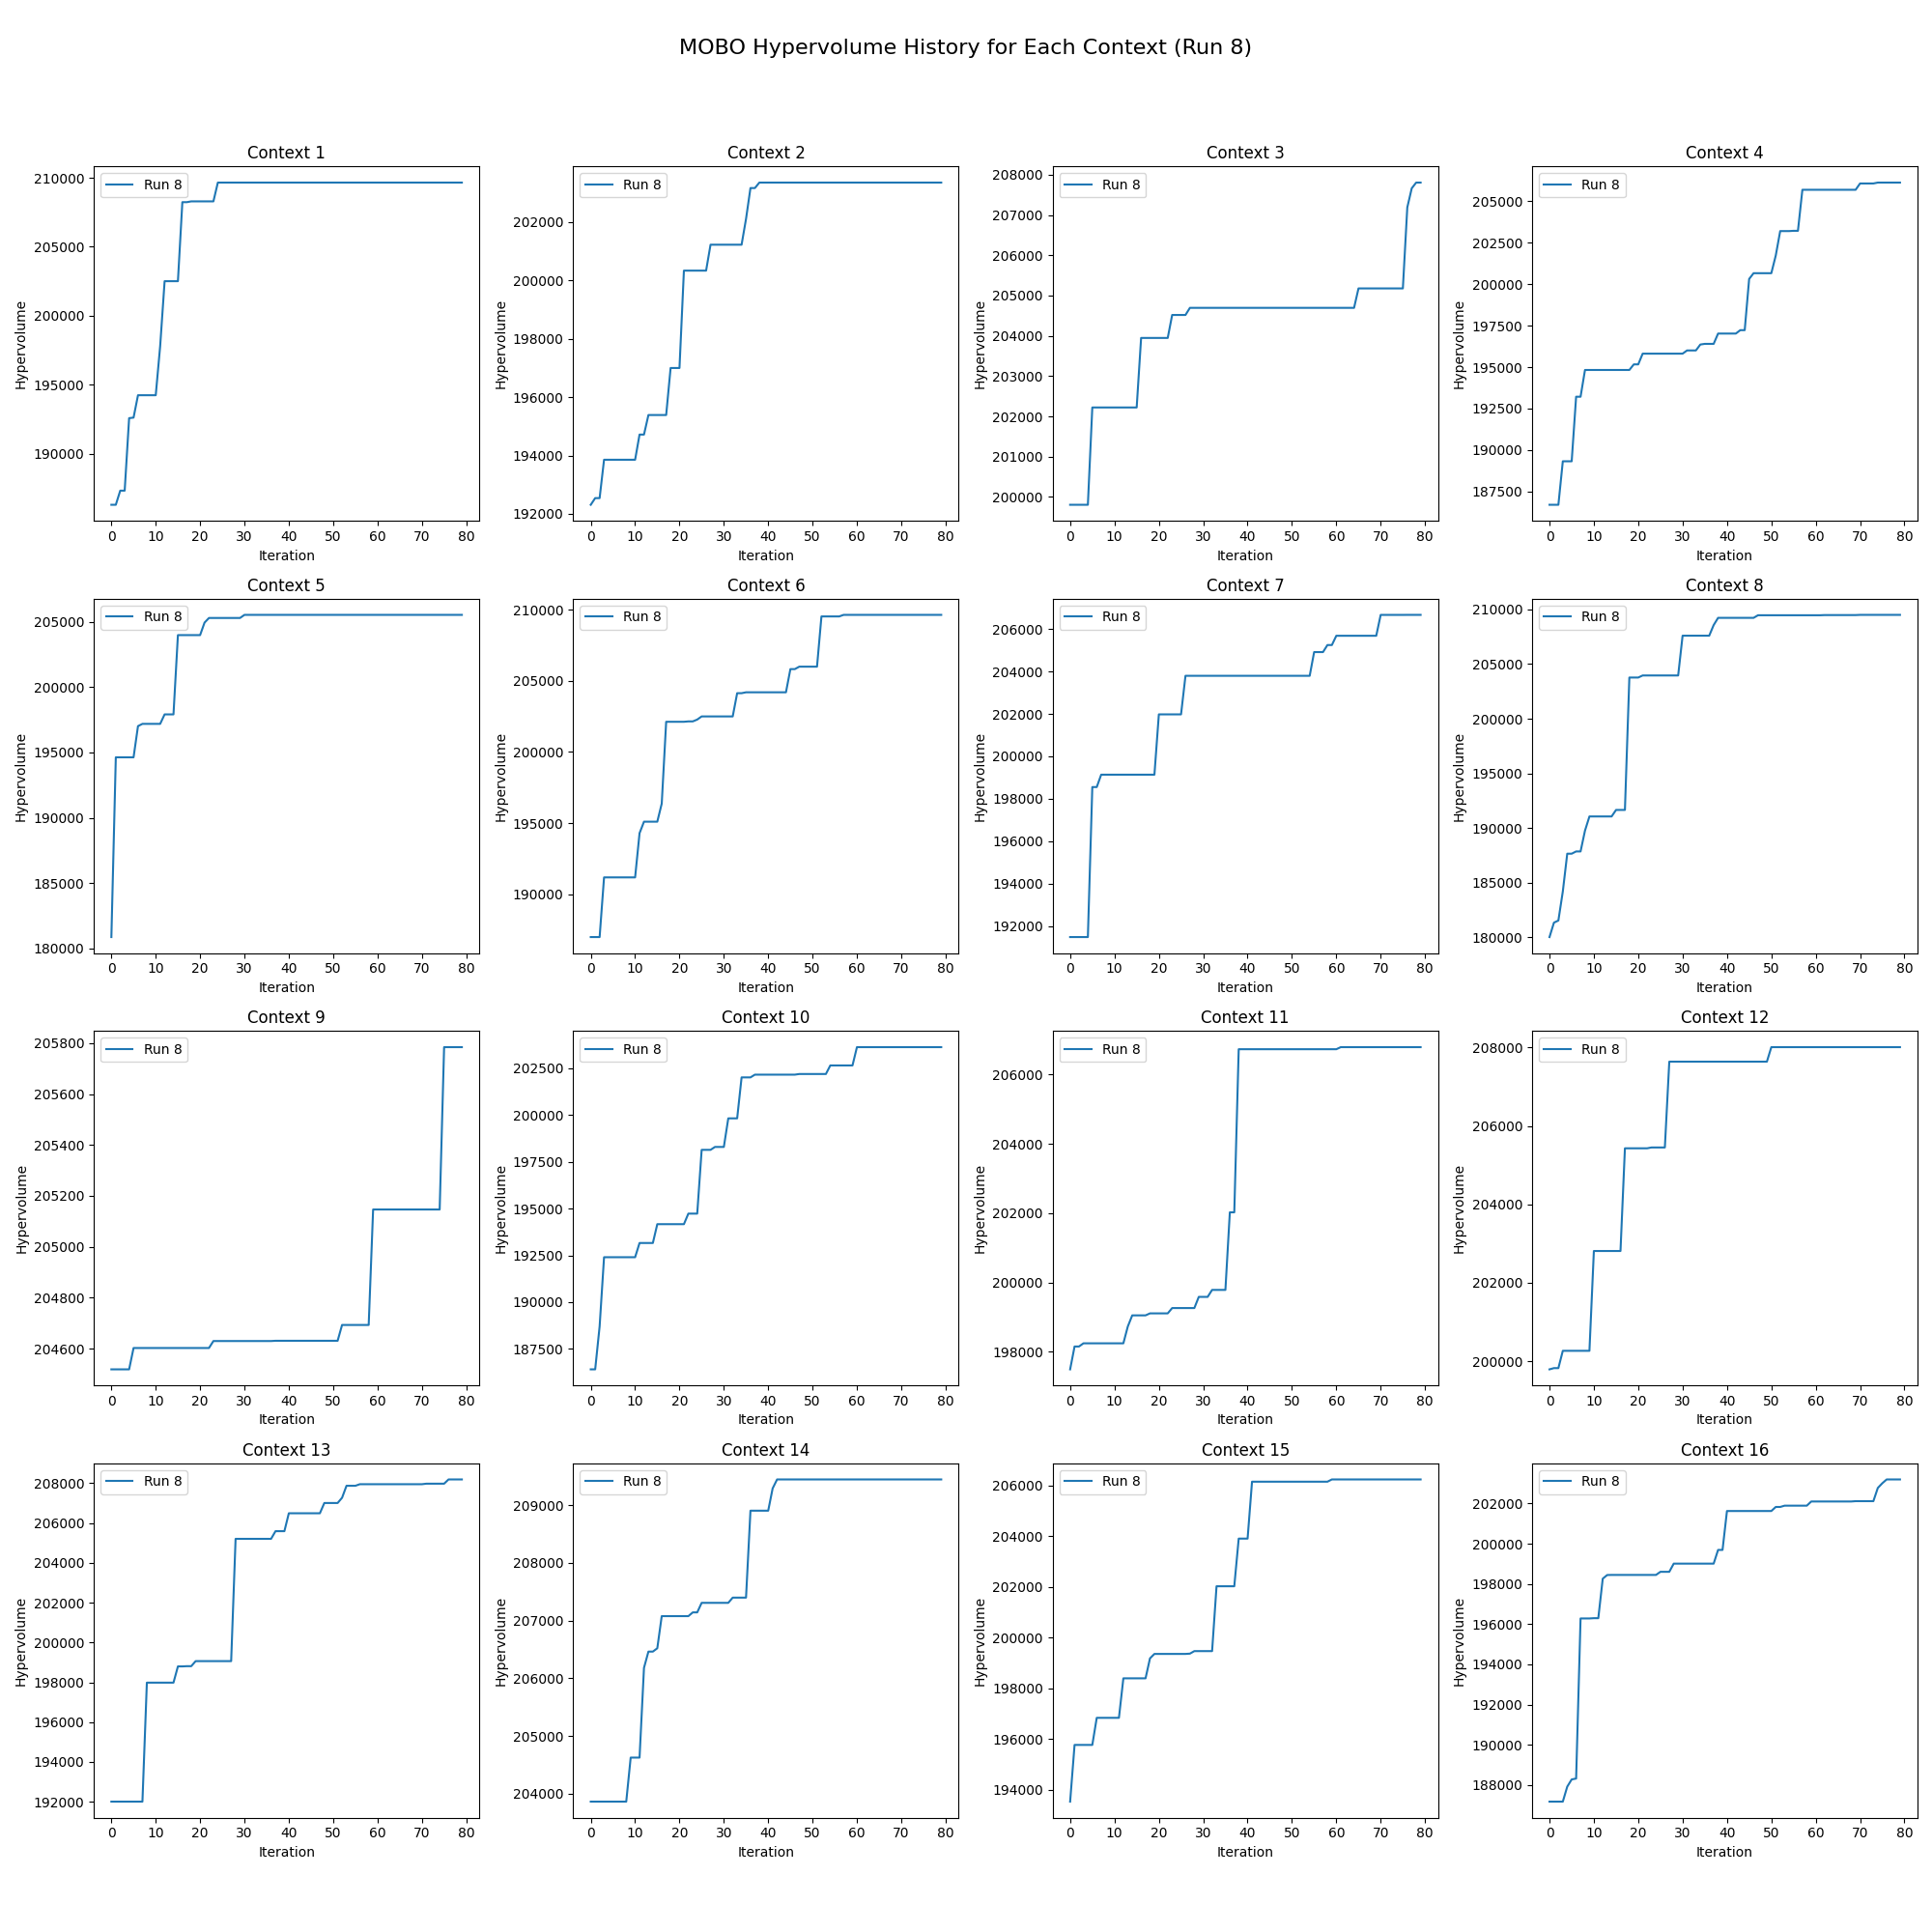 MOBO Hypervolume History for Each Context (Run 8)
Context 1
Run 8
210000
205000
200000
195000
190000
Hypervolume
0 10 20 30 40 50 60 70 80
Iteration
Context 2
Run 8
202000
200000
198000
196000
194000
192000
Hypervolume
0 10 20 30 40 50 60 70 80
Iteration
Context 3
Run 8
208000
207000
206000
205000
204000
203000
202000
201000
200000
Hypervolume
0 10 20 30 40 50 60 70 80
Iteration
Context 4
Run 8
205000
202500
200000
197500
195000
192500
190000
187500
Hypervolume
0 10 20 30 40 50 60 70 80
Iteration
Context 5
Run 8
205000
200000
195000
190000
185000
180000
Hypervolume
0 10 20 30 40 50 60 70 80
Iteration
Context 6
Run 8
210000
205000
200000
195000
190000
Hypervolume
0 10 20 30 40 50 60 70 80
Iteration
Context 7
Run 8
206000
204000
202000
200000
198000
196000
194000
192000
Hypervolume
0 10 20 30 40 50 60 70 80
Iteration
Context 8
Run 8
210000
205000
200000
195000
190000
185000
180000
Hypervolume
0 10 20 30 40 50 60 70 80
Iteration
Context 9
Run 8
205800
205600
205400
205200
205000
204800
204600
Hypervolume
0 10 20 30 40 50 60 70 80
Iteration
Context 10
Run 8
202500
200000
197500
195000
192500
190000
187500
Hypervolume
0 10 20 30 40 50 60 70 80
Iteration
Context 11
Run 8
206000
204000
202000
200000
198000
Hypervolume
0 10 20 30 40 50 60 70 80
Iteration
Context 12
Run 8
208000
206000
204000
202000
200000
Hypervolume
0 10 20 30 40 50 60 70 80
Iteration
Context 13
Run 8
208000
206000
204000
202000
200000
198000
196000
194000
192000
Hypervolume
0 10 20 30 40 50 60 70 80
Iteration
Context 14
Run 8
209000
208000
207000
206000
205000
204000
Hypervolume
0 10 20 30 40 50 60 70 80
Iteration
Context 15
Run 8
206000
204000
202000
200000
198000
196000
194000
Hypervolume
0 10 20 30 40 50 60 70 80
Iteration
Context 16
Run 8
202000
200000
198000
196000
194000
192000
190000
188000
Hypervolume
0 10 20 30 40 50 60 70 80
Iteration